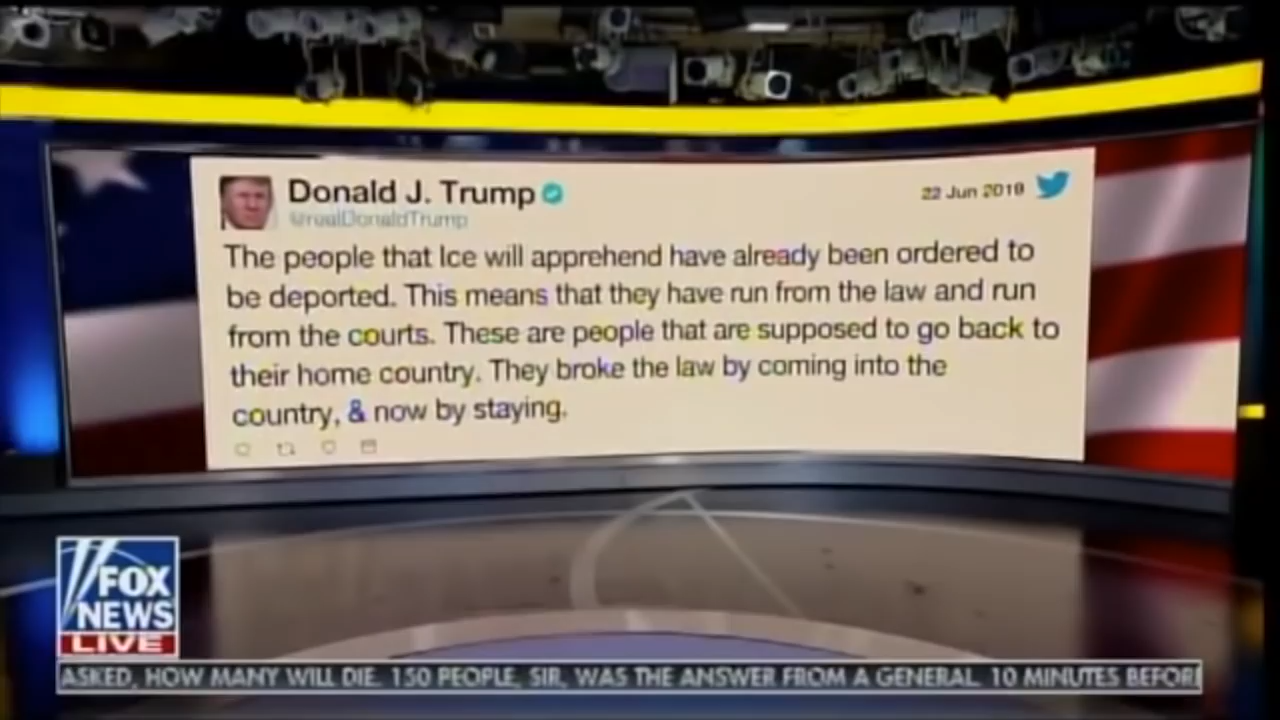 Donald J. Trump
22 Jun 2019
@realDonaldTrump
The people that Ice will apprehend have already been ordered to
be deported. This means that they have run from the law and run
from the courts. These are people that are supposed to go back to
their home country. They broke the law by coming into the
country, & now by staying.
FOX
NEWS
LIVE
ASKED, HOW MANY WILL DIE. 150 PEOPLE, SIR, WAS THE ANSWER FROM A GENERAL. 10 MINUTES BEFOR